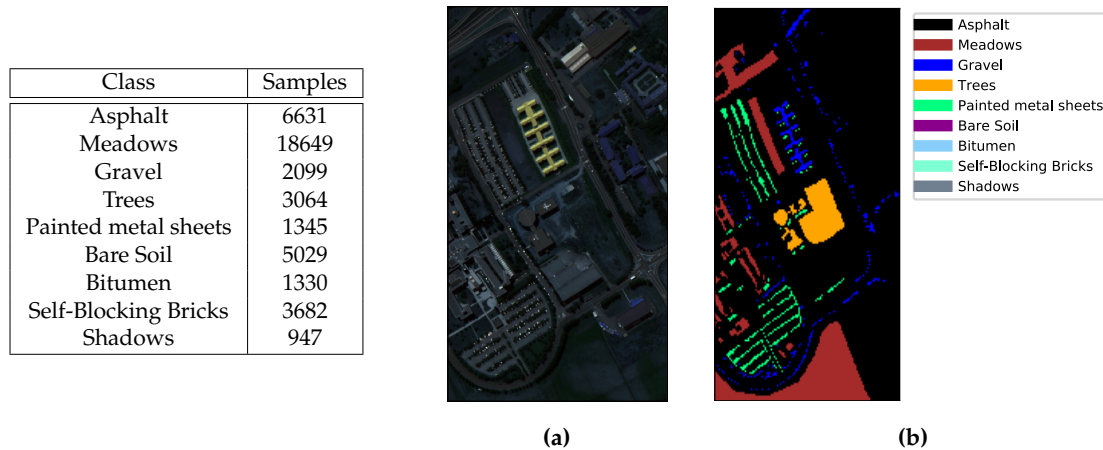 Class Samples
Asphalt 6631
Meadows 18649
Gravel 2099
Trees 3064
Painted metal sheets 1345
Bare Soil 5029
Bitumen 1330
Self-Blocking Bricks 3682
Shadows 947
Asphalt
Meadows
Gravel
Trees
Painted metal sheets
Bare Soil
Bitumen
Self-Blocking Bricks
Shadows
(a)
(b)